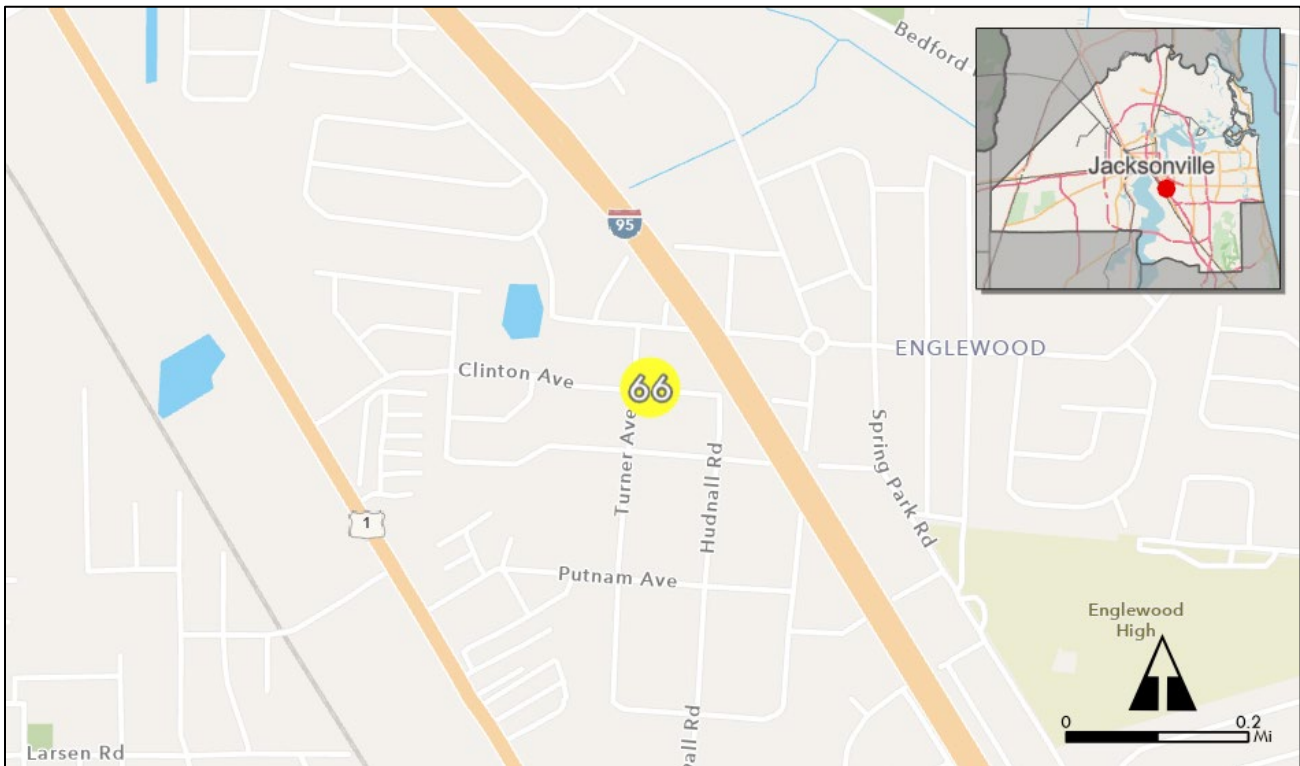 Bedford
Jacksonville
95
ENGLEWOOD
Clinton Ave
66
Turner Ave
Hudnall Rd
Spring Park Rd
1
Putnam Ave
Englewood
High
Larsen Rd
Rd
0 0.2
Mi